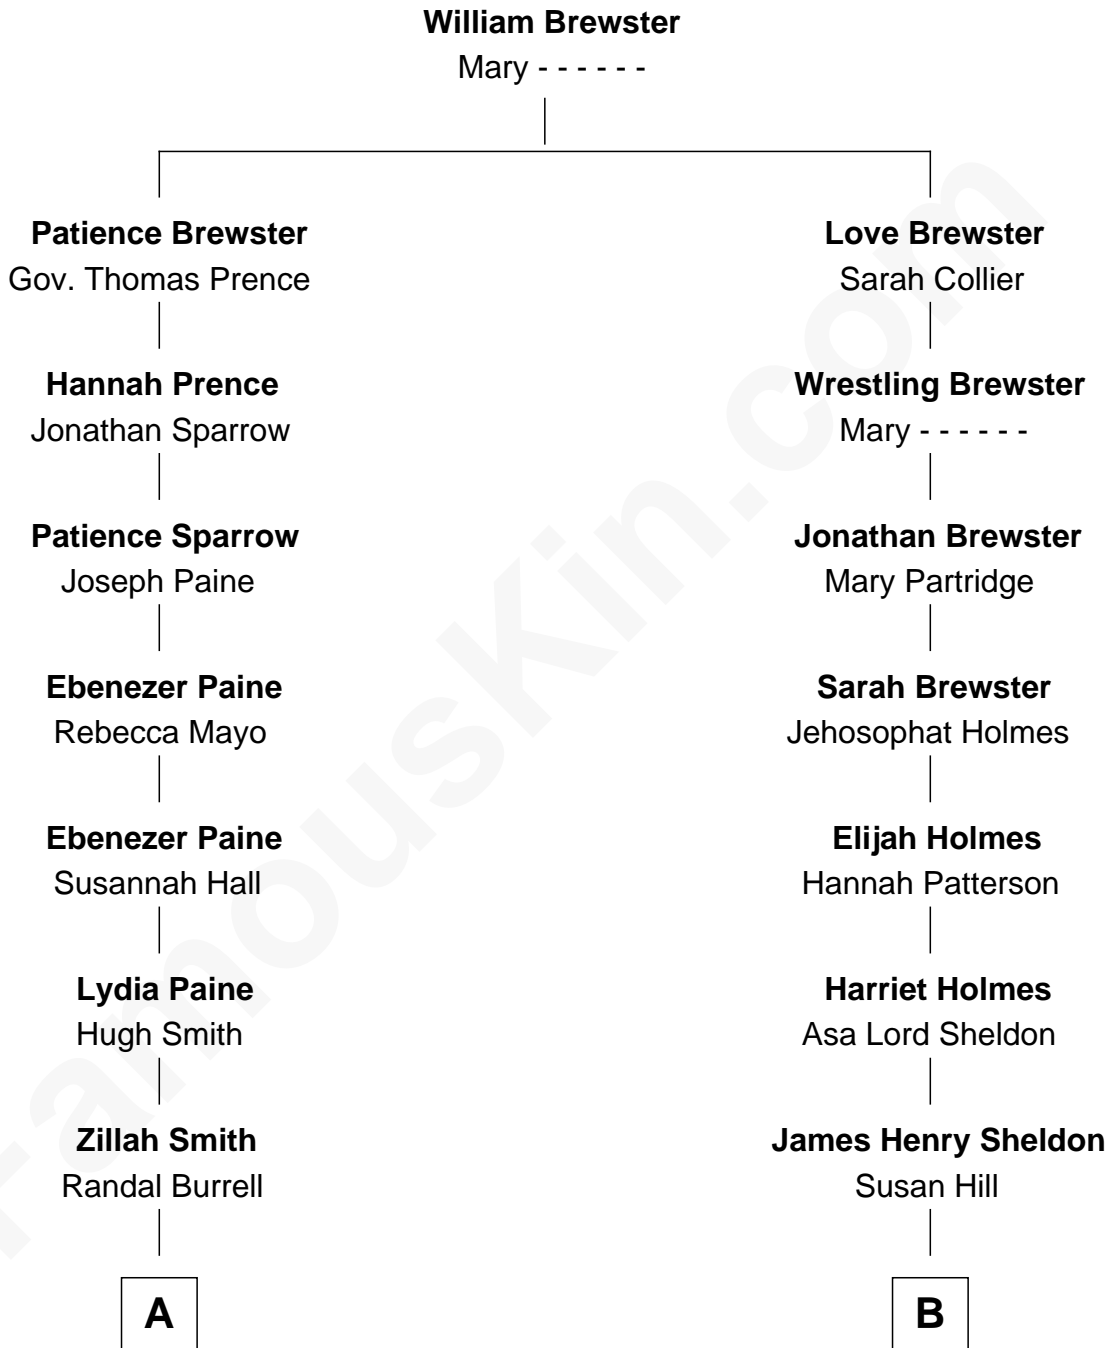 William Brewster
Mary - - - - - -
Patience Brewster
Gov. Thomas Prence
Love Brewster
Sarah Collier
Hannah Prence
Jonathan Sparrow
Wrestling Brewster
Mary - - - - - -
Patience Sparrow
Joseph Paine
Jonathan Brewster
Mary Partridge
Ebenezer Paine
Rebecca Mayo
Sarah Brewster
Jehosophat Holmes
Ebenezer Paine
Susannah Hall
Elijah Holmes
Hannah Patterson
Lydia Paine
Hugh Smith
Harriet Holmes
Asa Lord Sheldon
Zillah Smith
Randal Burrell
James Henry Sheldon
Susan Hill
A
B
FamousKin.com